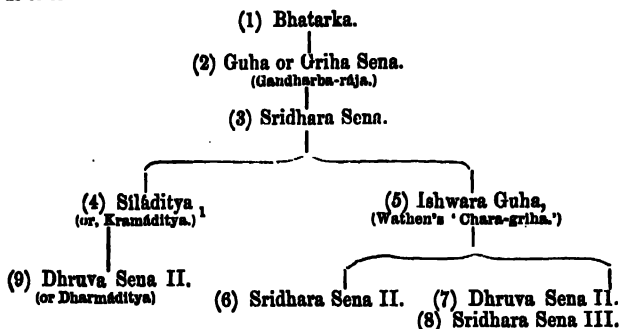 (1) Bhatarka.
(2) Guha or Griha Sena.
(Gandharba-rája.)
(3) Sridhara Sena.
(4) Síláditya
(or, Kramáditya.) 1
(5) Ishwara Guha,
(Wathen's 'Chara-griha.')
(9) Dhruva Sena II.
(or Dharmáditya)
(6) Sridhara Sena II.
(7) Dhruva Sena II.
(8) Sridhara Sena III.